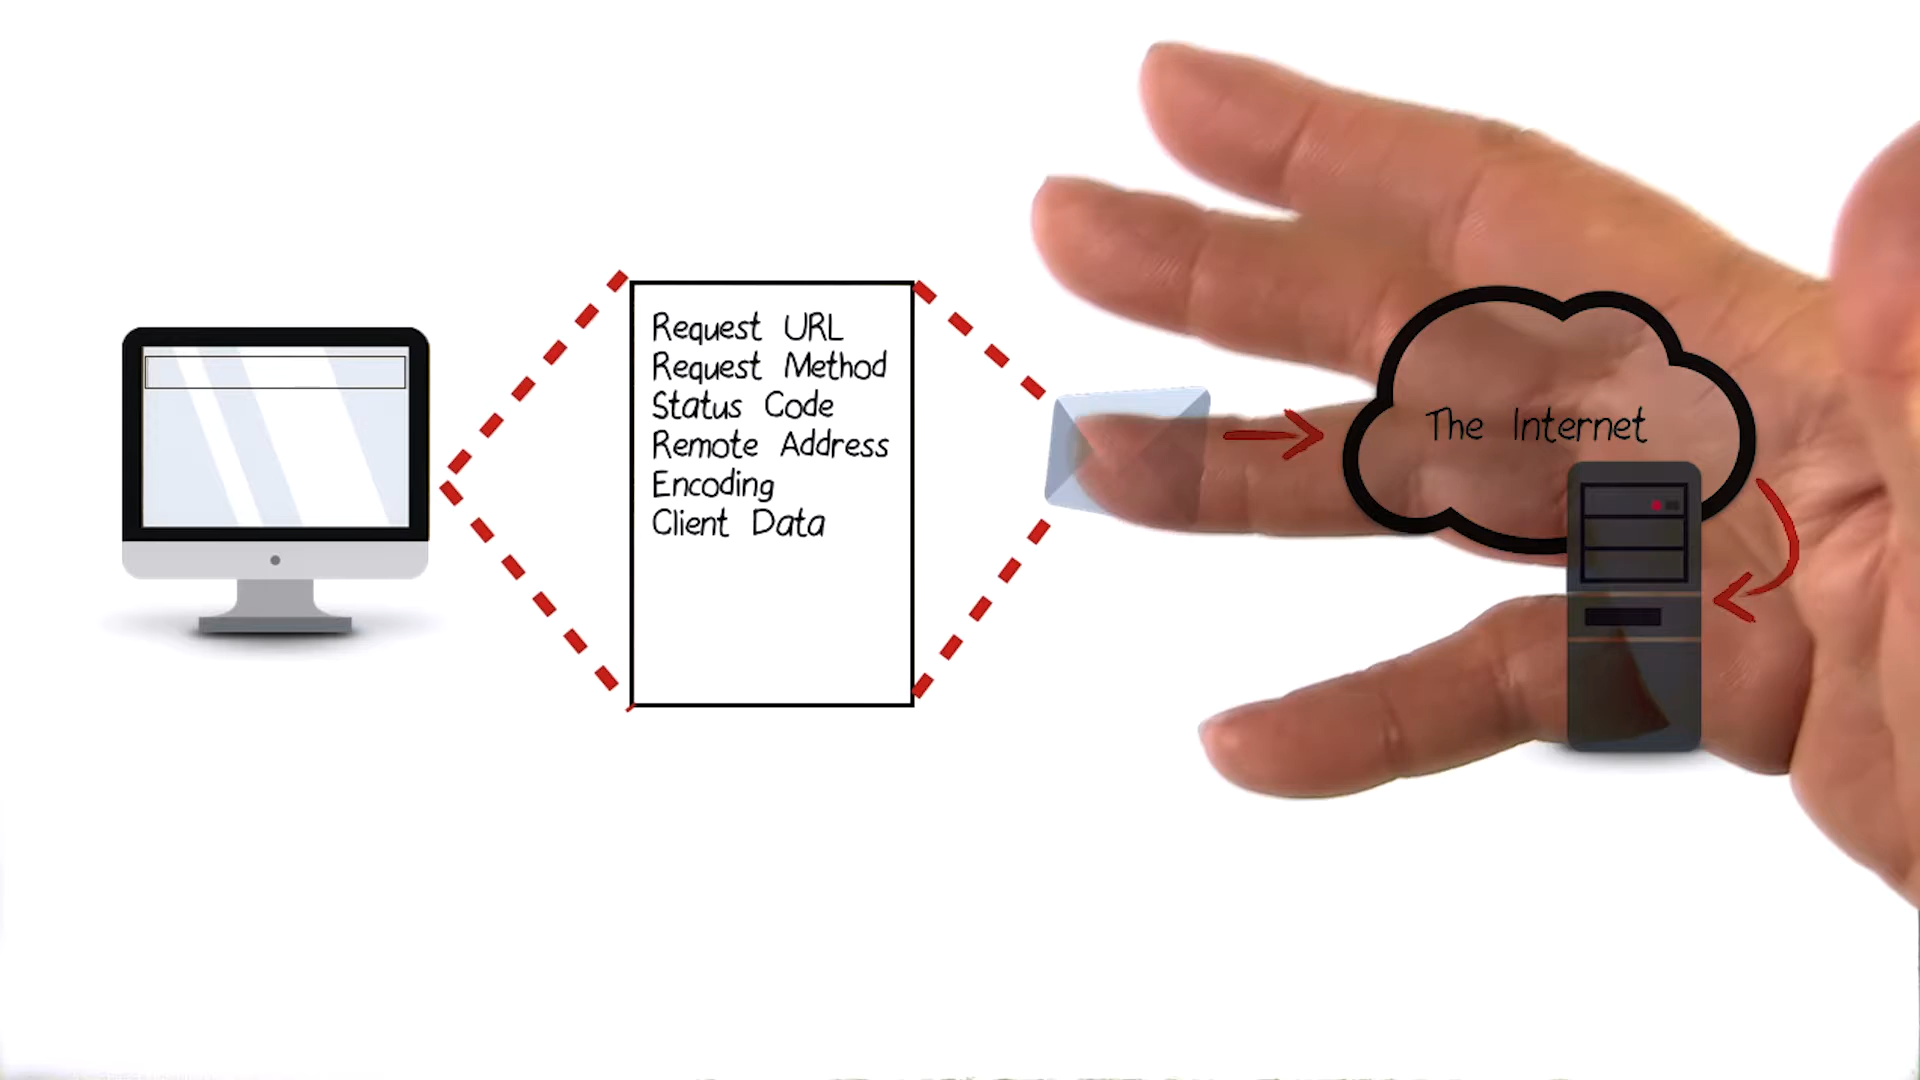 Request URL
Request Method
Status Code
Remote Address
Encoding
Client Data
The Internet